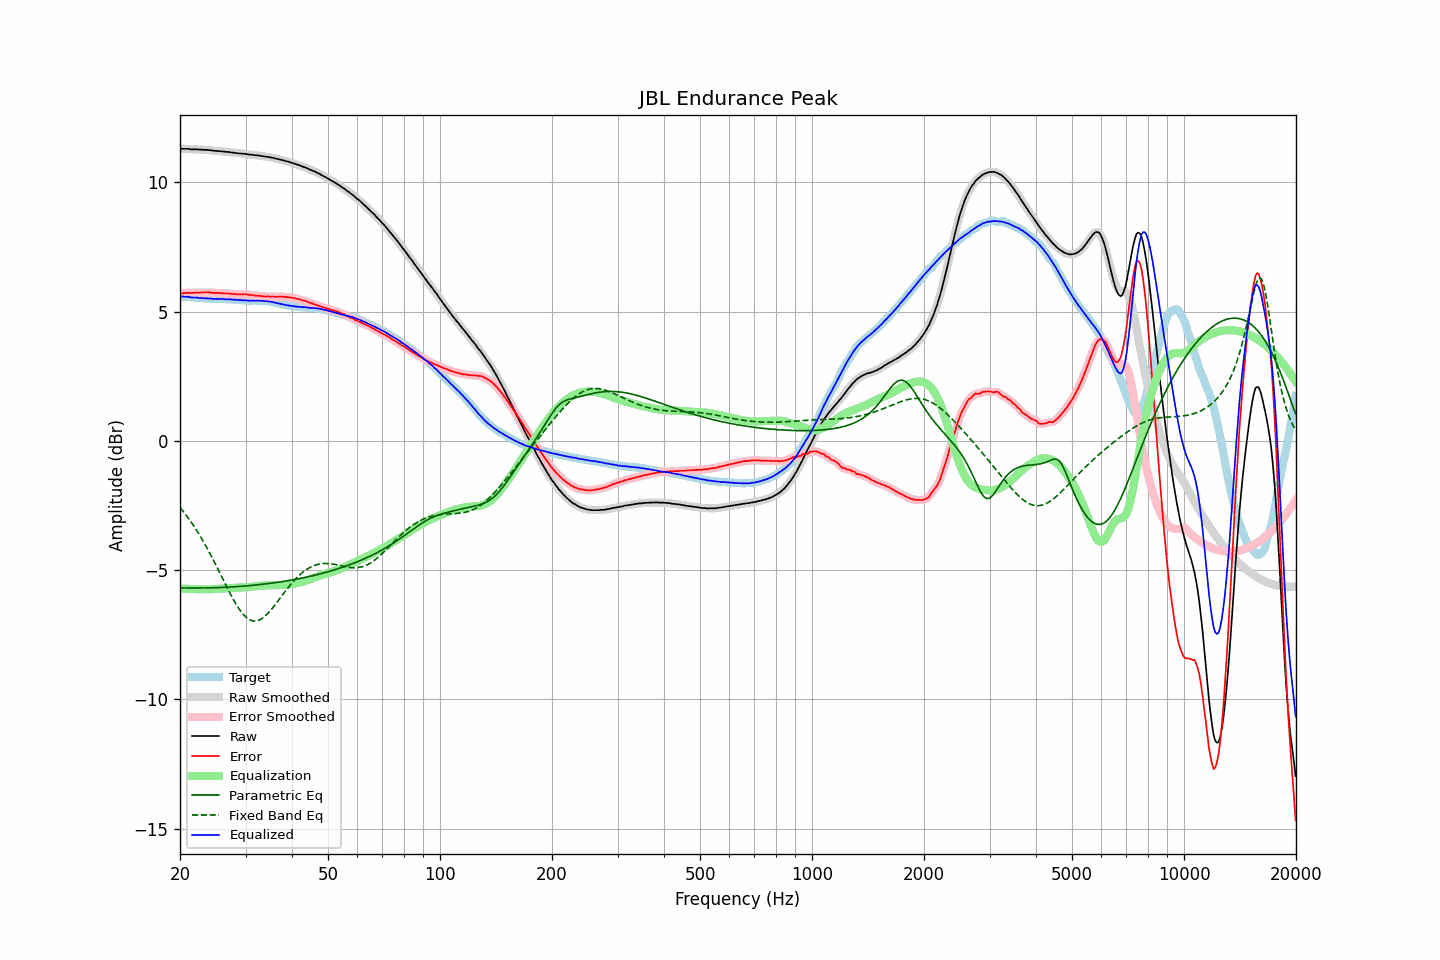 JBL Endurance Peak
Amplitude (dBr)
10
5
0
−5
−10
−15
Target
Raw Smoothed
Error Smoothed
Raw
Error
Equalization
Parametric Eq
Fixed Band Eq
Equalized
20
50
100
200
500
1000
2000
5000
10000
20000
Frequency (Hz)